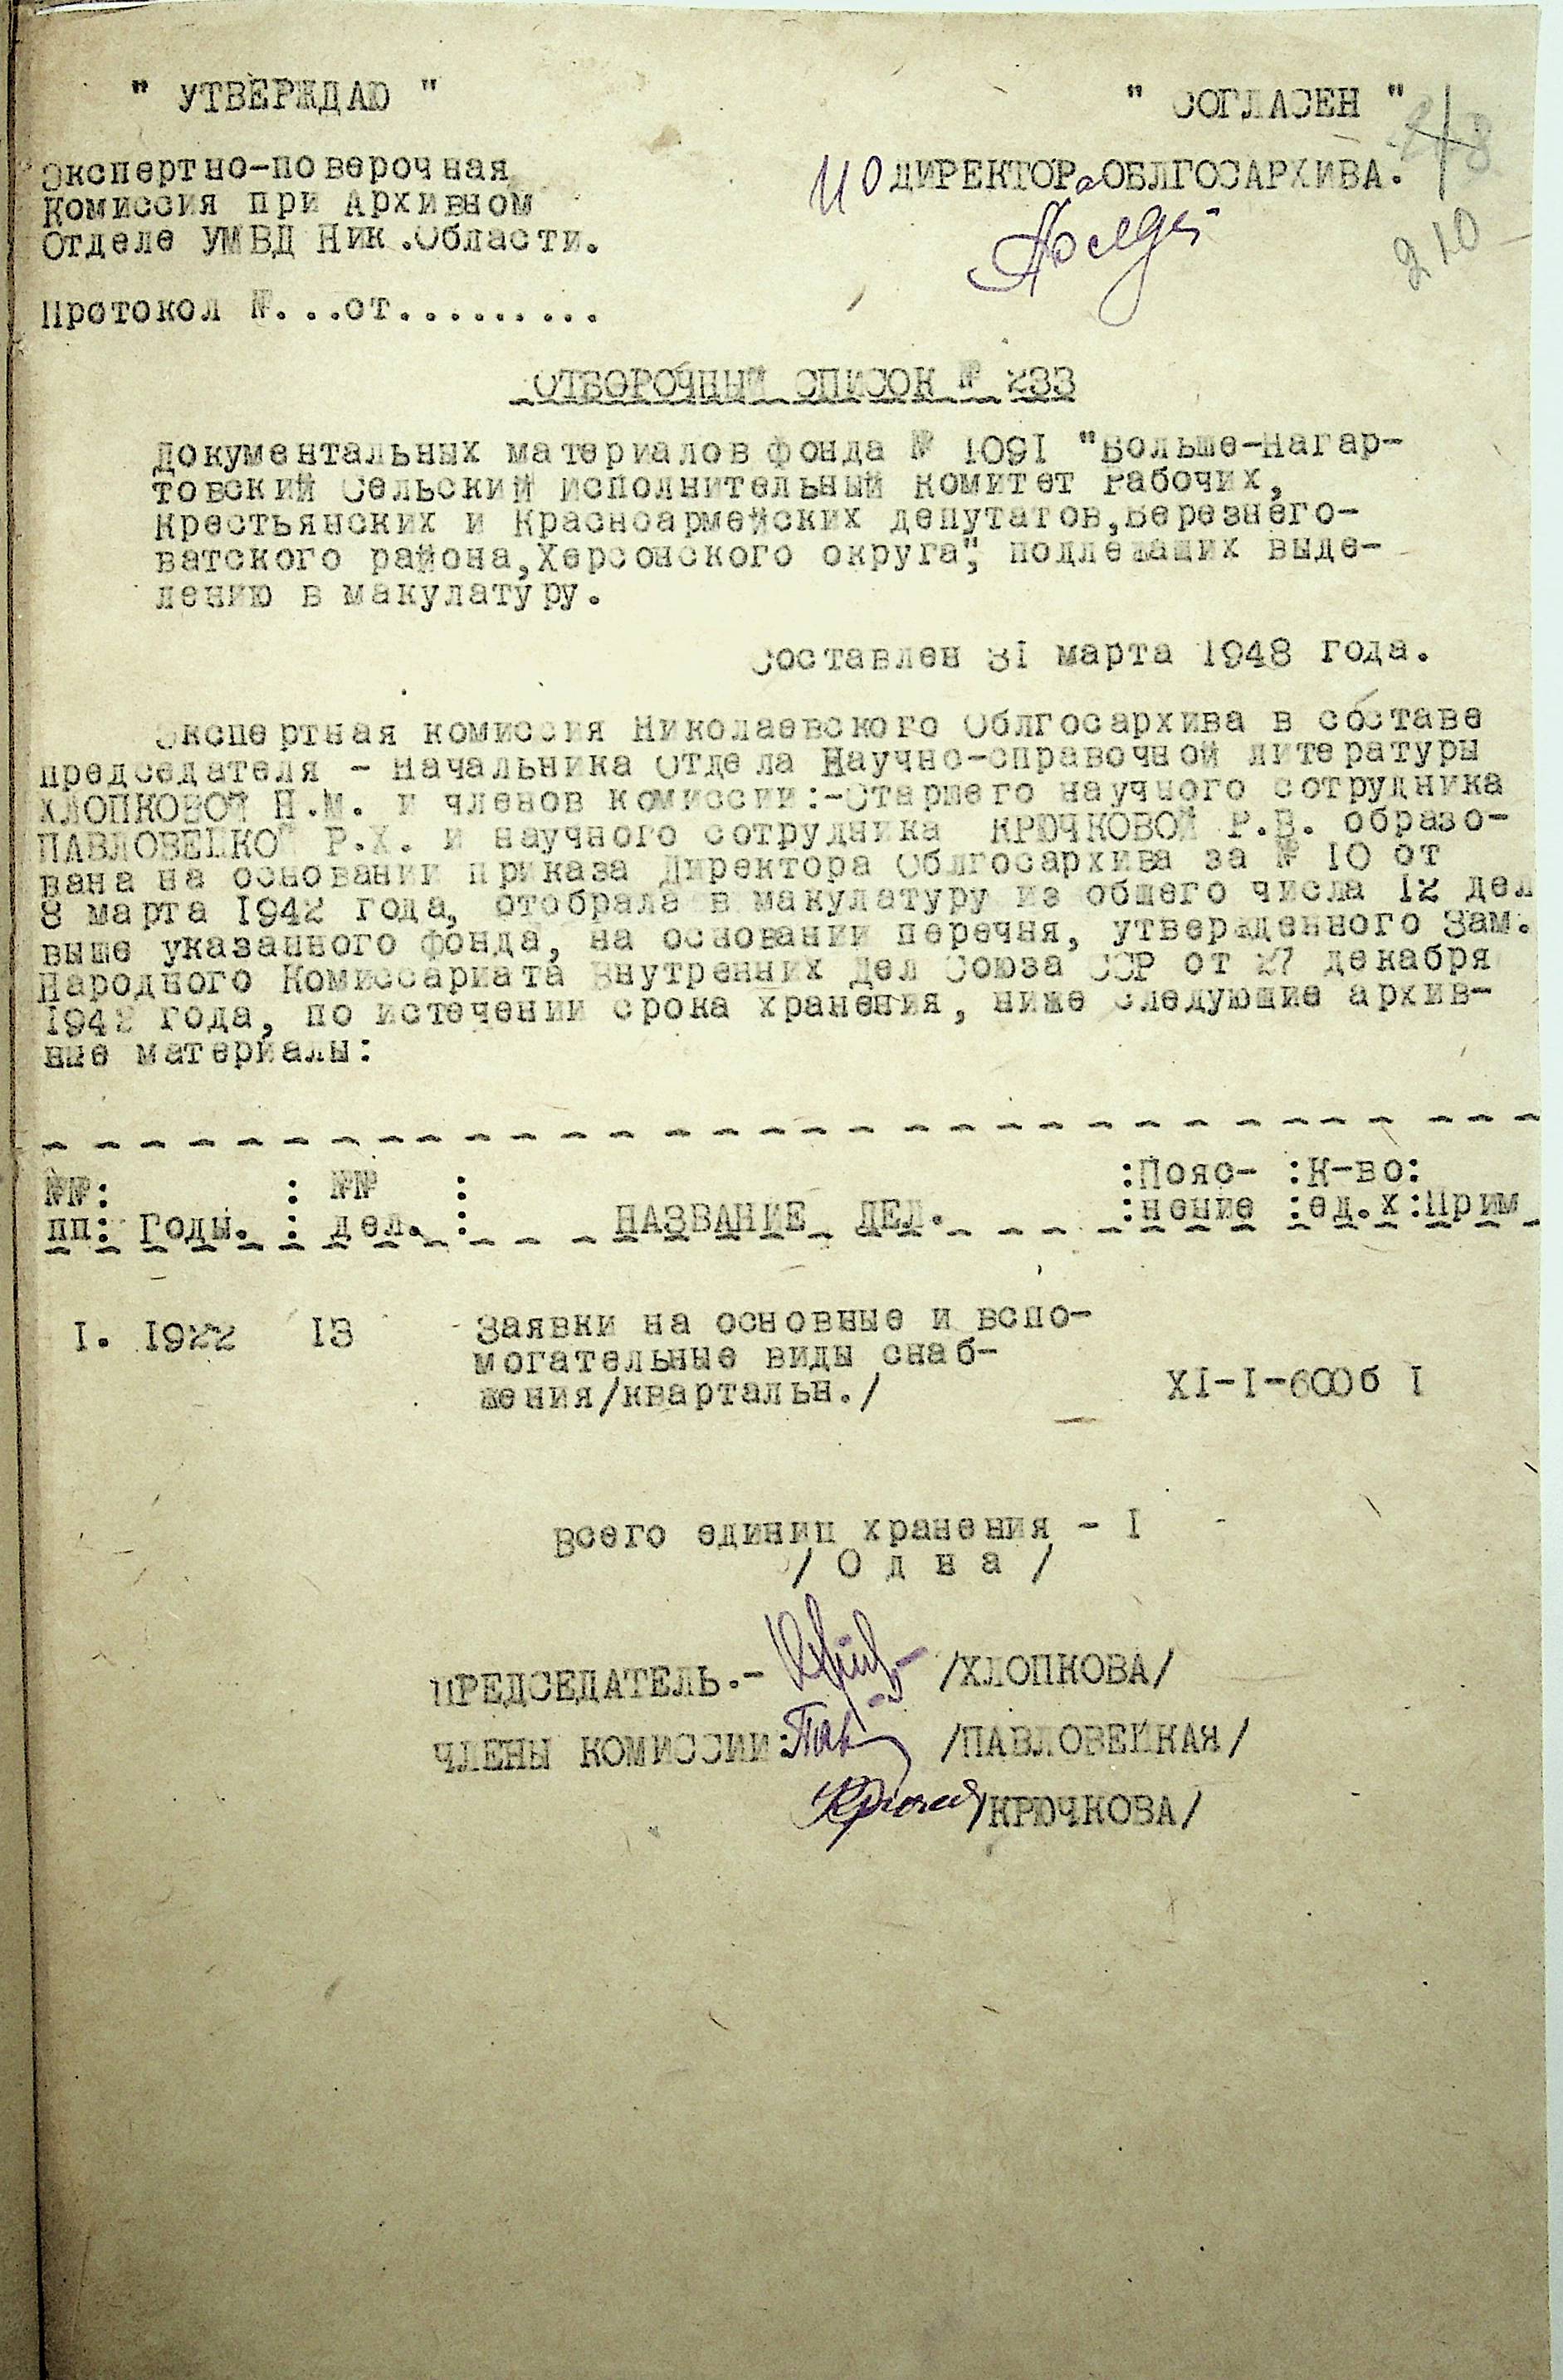 " УТВЕРЖДАЮ "
" СОГЛАСЕН "
Экспертно-поверочная
Комиссия при Архивном
Отделе УМВД Ник.Области.
ИО ДИРЕКТОРа ОБЛГОСАРХИВА.
210
Протокол №...от.........
ОТБОРОЧНЫЙ СПИСОК № 233
Документальных материалов фонда № 1091 "Больше-Нагар-
товский Сельский исполнительный Комитет Рабочих,
Крестьянских и Красноармейских депутатов,Березнего-
ватского района,Херсонского округа", подлежащих выде-
лению в макулатуру.
Составлен 31 марта 1948 года.
Экспертная комиссия Николаевского Облгосархива в составе
председателя - Начальника Отдела Научно-справочной литературы
ХЛОПКОВОЙ Н.М. и членов комиссии:-Старшего научного сотрудника
ПАВЛОВЕЦКОЙ Р.Х. и научного сотрудника КРЮЧКОВОЙ Р.В. образо-
вана на основании приказа Директора Облгосархива за № 10 от
8 марта 1942 года, отобрала в макулатуру из общего числа 12 дел
выше указанного фонда, на основании перечня, утвержденного Зам.
Народного Комиссариата Внутренних Дел Союза ССР от 27 декабря
1942 года, по истечении срока хранения, ниже следующие архив-
ные материалы:
№№: : №№ : :Пояс- :К-во:
пп: Годы. : дел. : НАЗВАНИЕ ДЕЛ. :нение :ед.х:Прим
I. I922 I3 Заявки на основные и вспо-
могательные виды снаб-
жения/квартальн./ XI-I-600б I
Всего единиц хранения - I
/ О д н а /
ПРЕДСЕДАТЕЛЬ.- /ХЛОПКОВА/
ЧЛЕНЫ КОМИССИИ: Пав /ПАВЛОВЕЦКАЯ/
/КРЮЧКОВА/